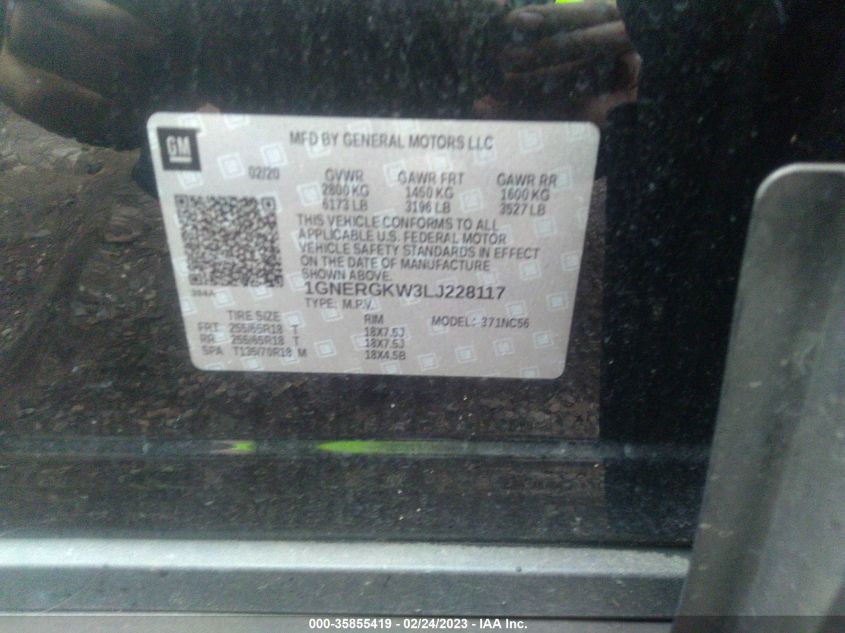 GM
MFD BY GENERAL MOTORS LLC
02/20 GVWR GAWR FRT GAWR RR
2800 KG 1450 KG 1600 KG
6173 LB 3196 LB 3527 LB
THIS VEHICLE CONFORMS TO ALL
APPLICABLE U.S. FEDERAL MOTOR
VEHICLE SAFETY STANDARDS IN EFFECT
ON THE DATE OF MANUFACTURE
SHOWN ABOVE.
1GNERGKW3LJ228117
TYPE: M.P.V.
TIRE SIZE RIM MODEL: 371NC56
FRT 255/65R18 T 18X7.5J
RR 255/65R18 T 18X7.5J
SPA T135/70R18 M 18X4.5B
000-35855419 - 02/24/2023 - IAA Inc.